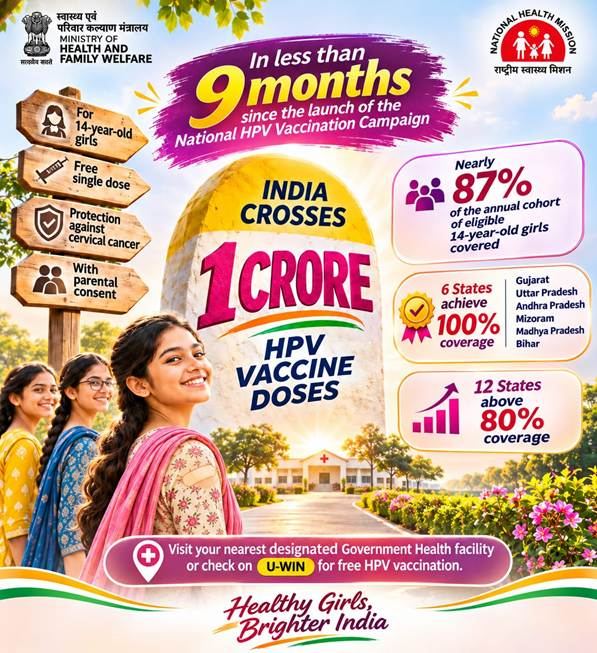 स्वास्थ्य एवं
परिवार कल्याण मंत्रालय
MINISTRY OF
HEALTH AND
FAMILY WELFARE
सत्यमेव जयते
NATIONAL HEALTH MISSION
राष्ट्रीय स्वास्थ्य मिशन
In less than
9 months
since the launch of the
National HPV Vaccination Campaign
For
14-year-old
girls
Free
single dose
Protection
against
cervical cancer
With
parental
consent
INDIA
CROSSES
1 CRORE
HPV
VACCINE
DOSES
Nearly
87%
of the annual cohort
of eligible
14-year-old girls
covered
6 States
achieve
100%
coverage
Gujarat
Uttar Pradesh
Andhra Pradesh
Mizoram
Madhya Pradesh
Bihar
12 States
above
80%
coverage
Visit your nearest designated Government Health facility
or check on U-WIN for free HPV vaccination.
Healthy Girls,
Brighter India